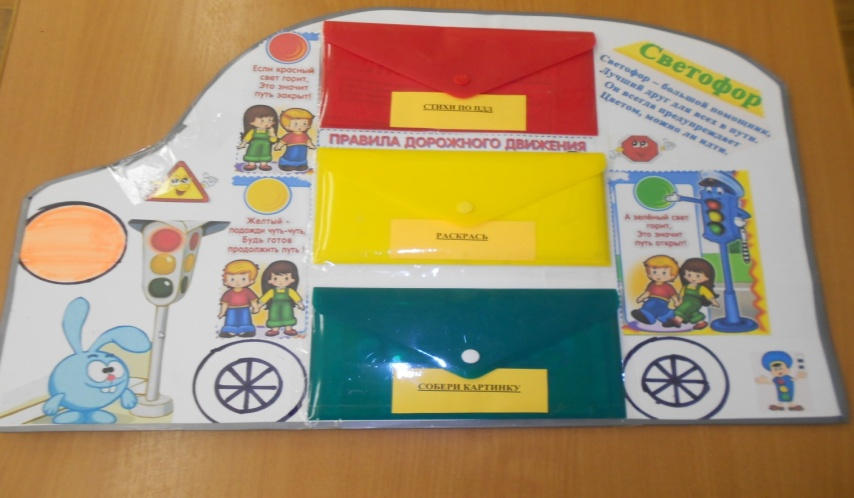 Если красный
свет горит,
Это значит
путь закрыт!
СТИХИ ПО ПДД
ПРАВИЛА ДОРОЖНОГО ДВИЖЕНИЯ
Светофор
Светофор – большой помощник,
Лучший друг для всех в пути.
Он всегда предупреждает
Цветом, можно ли идти.
Желтый -
подожди чуть-чуть,
Будь готов
продолжить путь!
РАСКРАСЬ
А зелёный свет
горит,
Это значит
путь открыт!
СОБЕРИ КАРТИНКУ